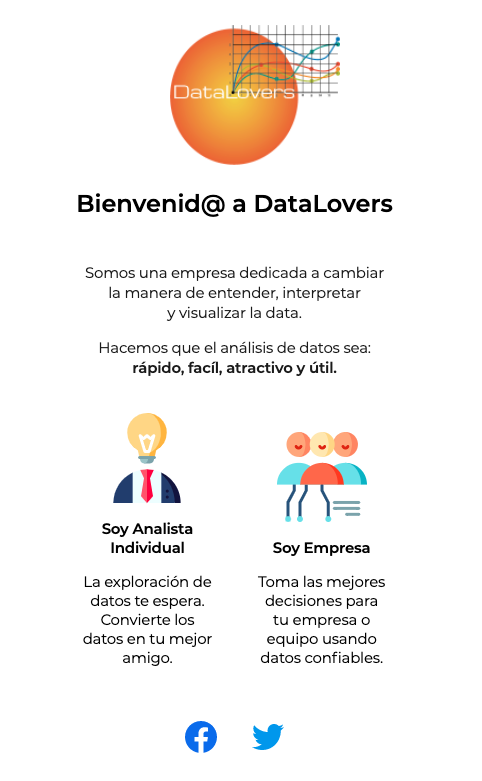 DataLovers
Bienvenid@ a DataLovers
Somos una empresa dedicada a cambiar
la manera de entender, interpretar
y visualizar la data.
Hacemos que el análisis de datos sea:
rápido, facíl, atractivo y útil.
Soy Analista
Individual
La exploración de
datos te espera.
Convierte los
datos en tu mejor
amigo.
Soy Empresa
Toma las mejores
decisiones para
tu empresa o
equipo usando
datos confiables.